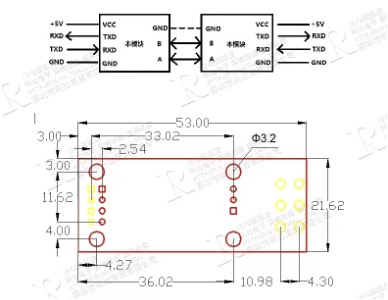 +5V VCC GND GND VCC +5V
RXD TXD B B TXD RXD
本模块 本模块
TXD RXD A A RXD TXD
GND GND GND GND
53.00
3.00 33.02 Φ3.2
3.00 2.54
11.62 21.62
4.00
4.27
36.02 10.98 4.30